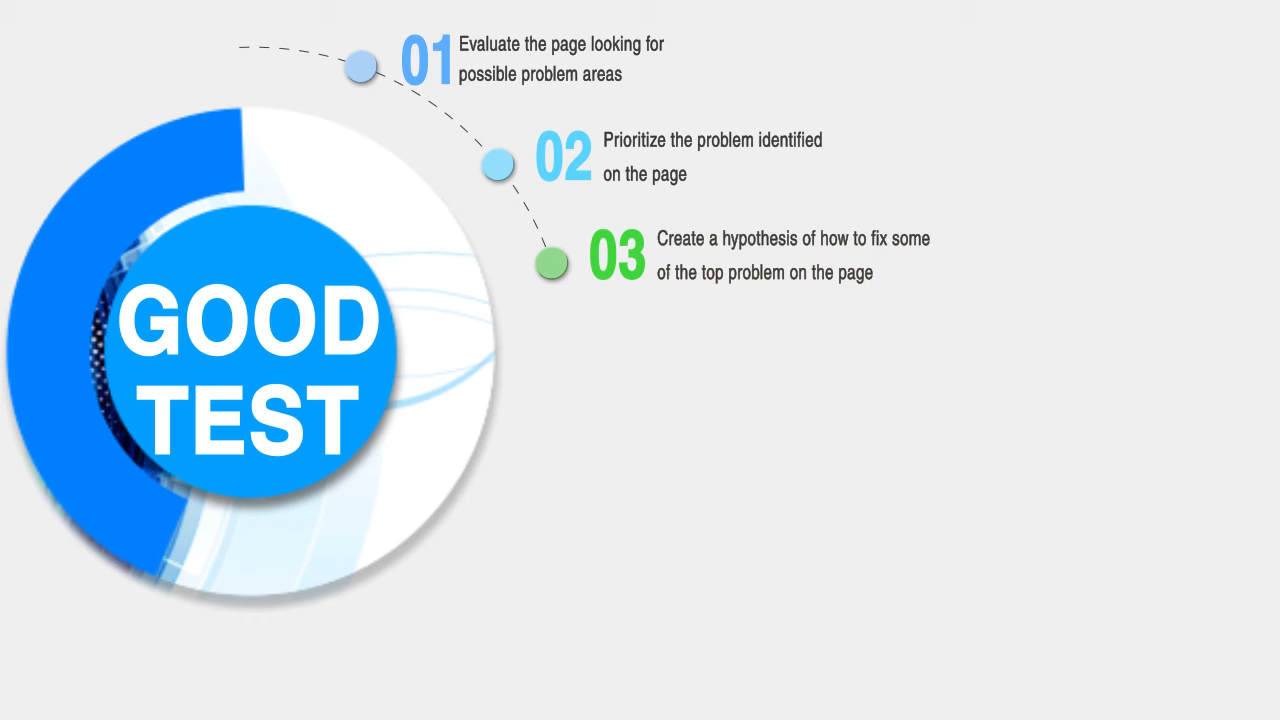 01 Evaluate the page looking for
possible problem areas
02 Prioritize the problem identified
on the page
03 Create a hypothesis of how to fix some
of the top problem on the page
GOOD
TEST